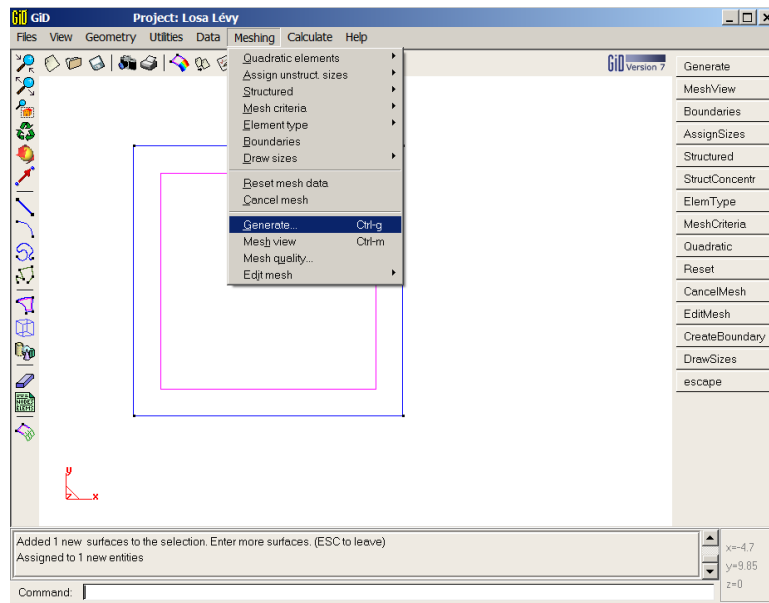 GiD GiD Project: Losa Lévy
Files View Geometry Utilities Data Meshing Calculate Help
GiD Version 7
Quadratic elements
Assign unstruct. sizes
Structured
Mesh criteria
Element type
Boundaries
Draw sizes
Reset mesh data
Cancel mesh
Generate... Ctrl-g
Mesh view Ctrl-m
Mesh quality...
Edit mesh
Generate
MeshView
Boundaries
AssignSizes
Structured
StructConcentr
ElemType
MeshCriteria
Quadratic
Reset
CancelMesh
EditMesh
CreateBoundary
DrawSizes
escape
y
z x
Added 1 new surfaces to the selection. Enter more surfaces. (ESC to leave)
Assigned to 1 new entities
x=-4.7
y=9.85
z=0
Command: